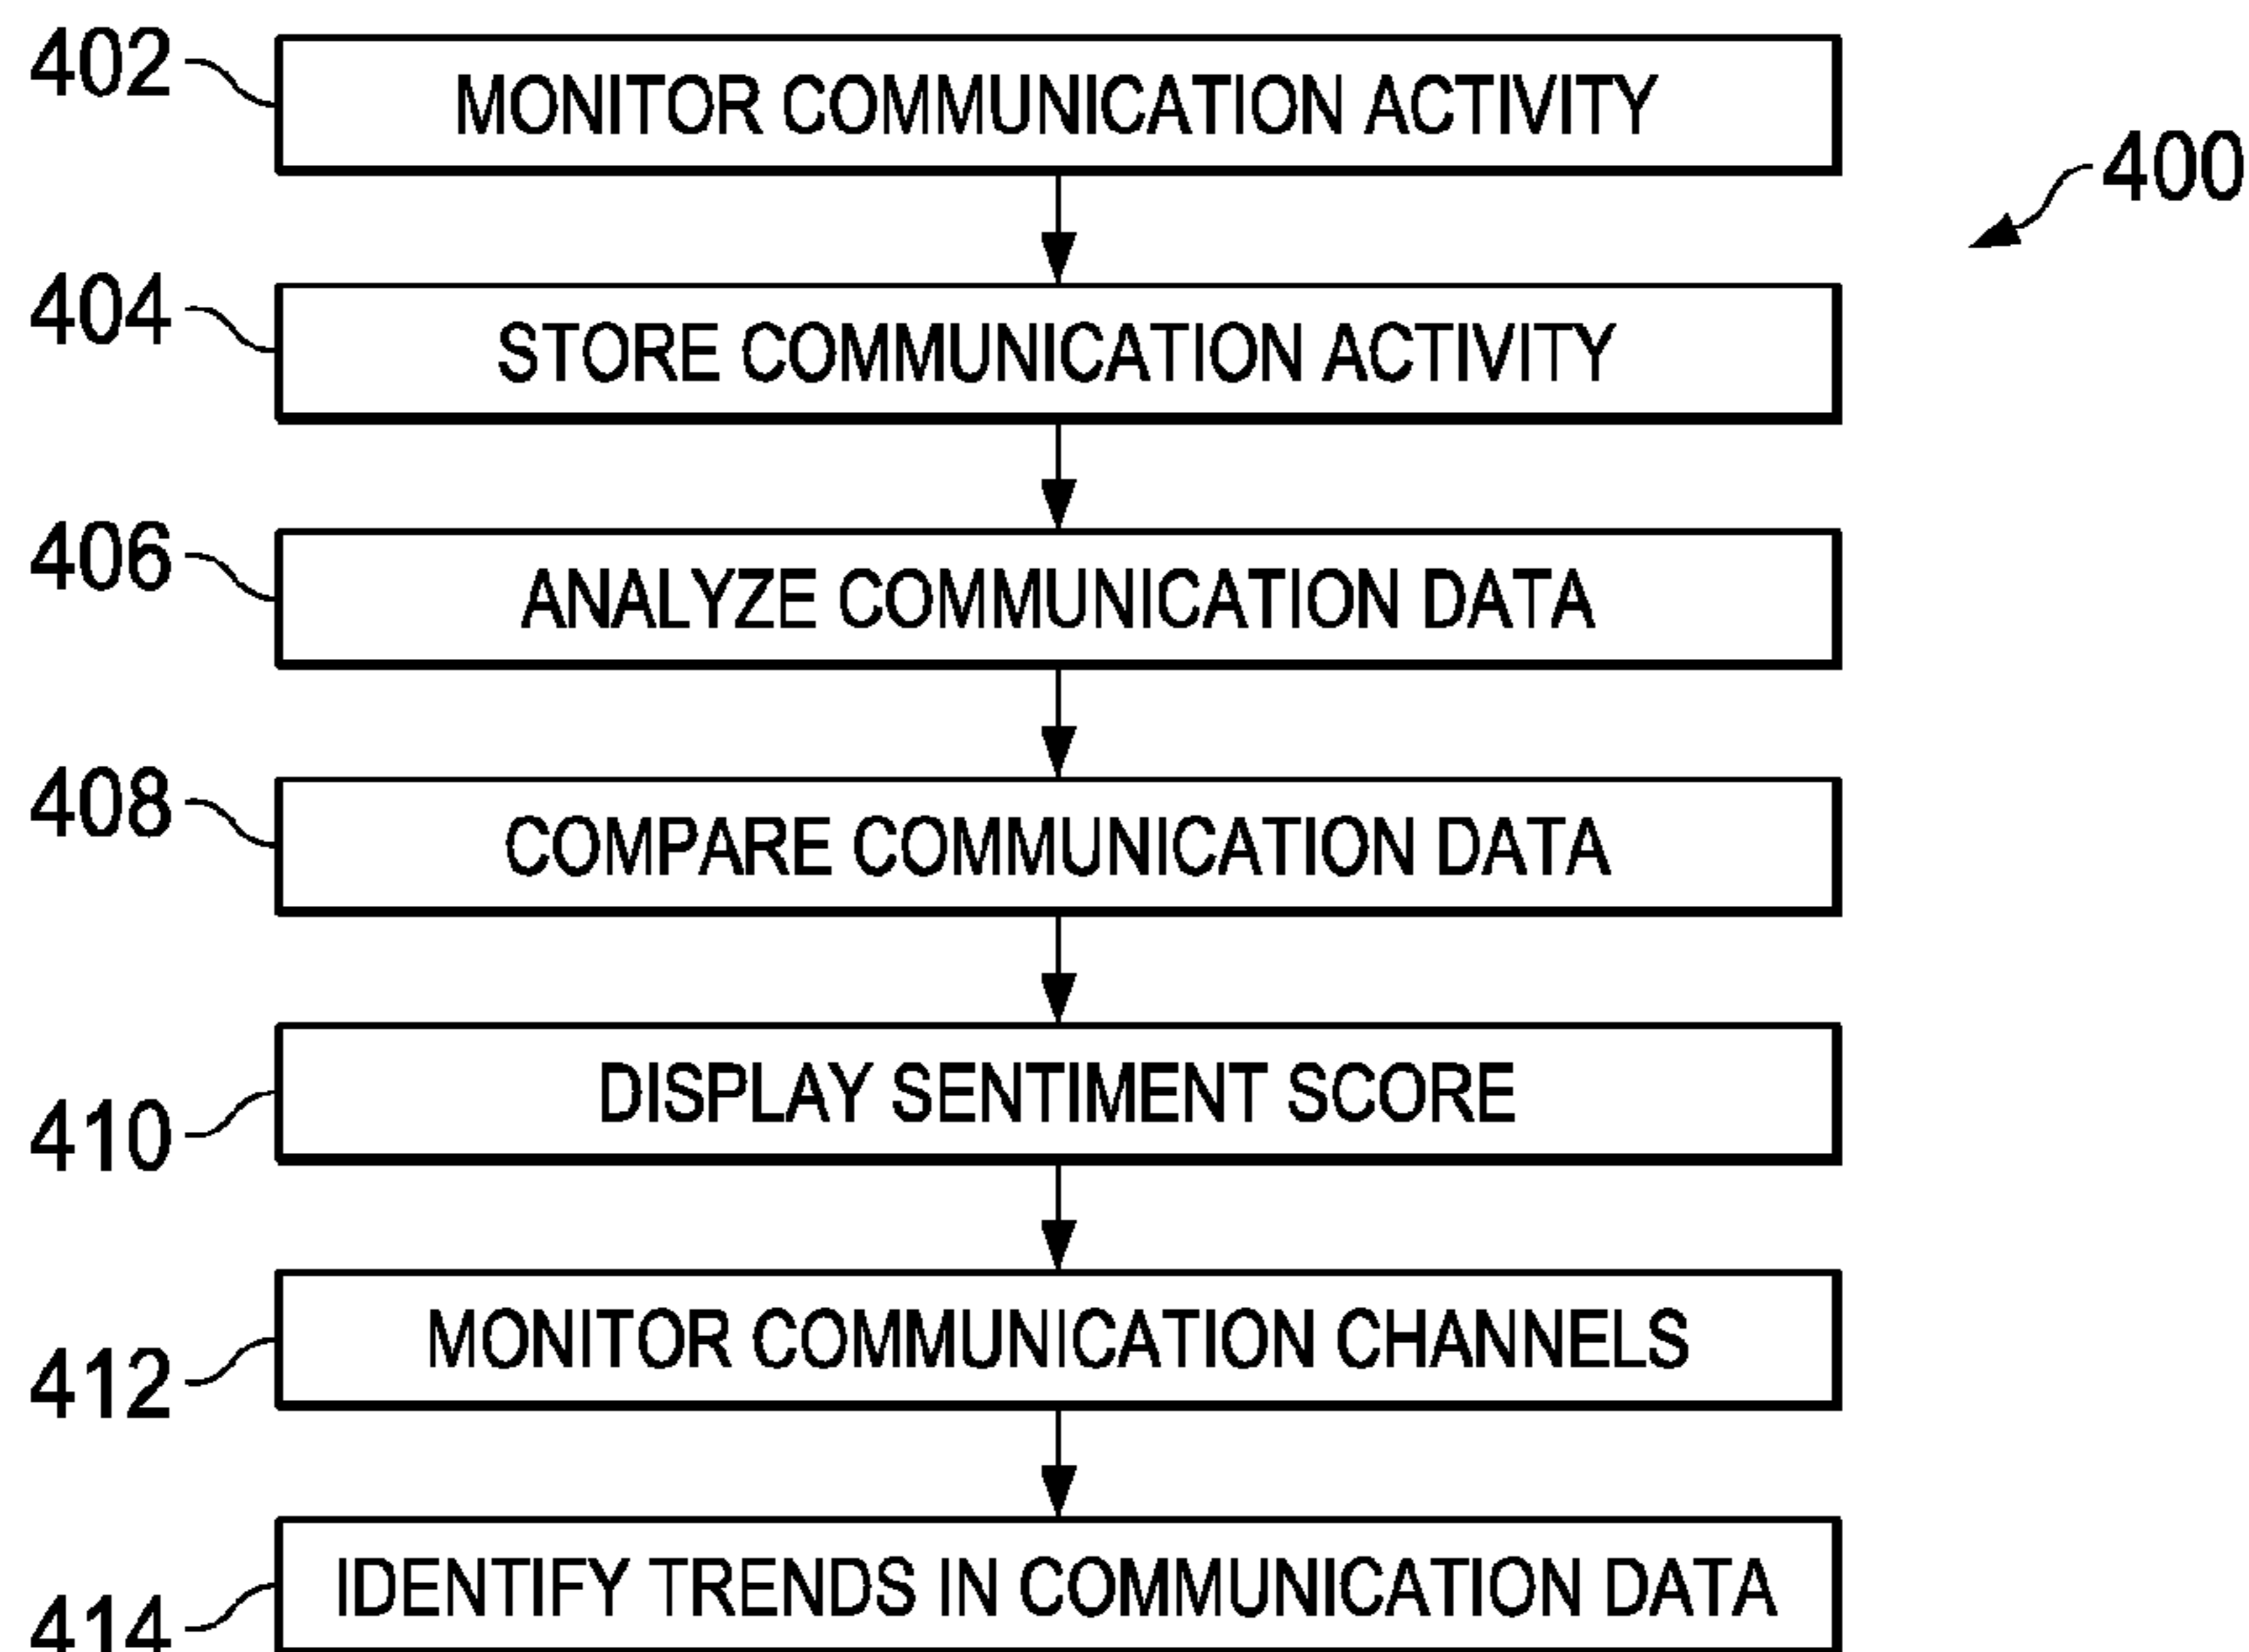 402
MONITOR COMMUNICATION ACTIVITY
400
404
STORE COMMUNICATION ACTIVITY
406
ANALYZE COMMUNICATION DATA
408
COMPARE COMMUNICATION DATA
410
DISPLAY SENTIMENT SCORE
412
MONITOR COMMUNICATION CHANNELS
414
IDENTIFY TRENDS IN COMMUNICATION DATA